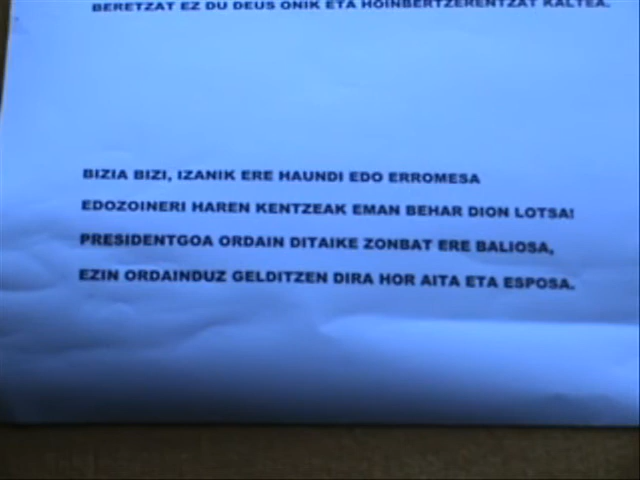 BERETZAT EZ DU DEUS ONIK ETA HOINBERTZERENTZAT KALTEA.
BIZIA BIZI, IZANIK ERE HAUNDI EDO ERROMESA
EDOZOINERI HAREN KENTZEAK EMAN BEHAR DION LOTSA!
PRESIDENTGOA ORDAIN DITAIKE ZONBAT ERE BALIOSA,
EZIN ORDAINDUZ GELDITZEN DIRA HOR AITA ETA ESPOSA.